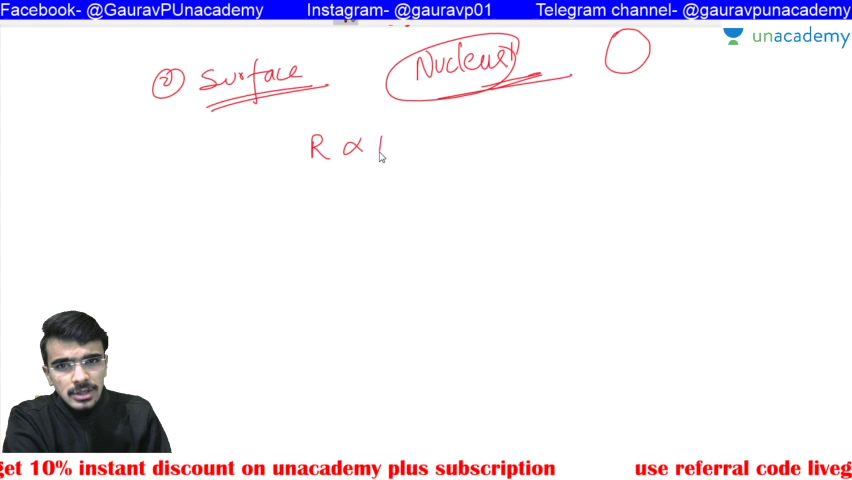 Facebook- @GauravPUnacademy Instagram- @gauravp01 Telegram channel- @gauravpunacademy
unacademy
② Surface Nucleus
R ∝
get 10% instant discount on unacademy plus subscription use referral code liveg